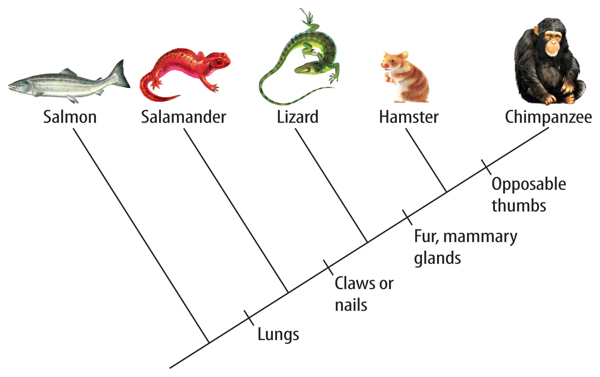 Salmon
Salamander
Lizard
Hamster
Chimpanzee
Opposable
thumbs
Fur, mammary
glands
Claws or
nails
Lungs